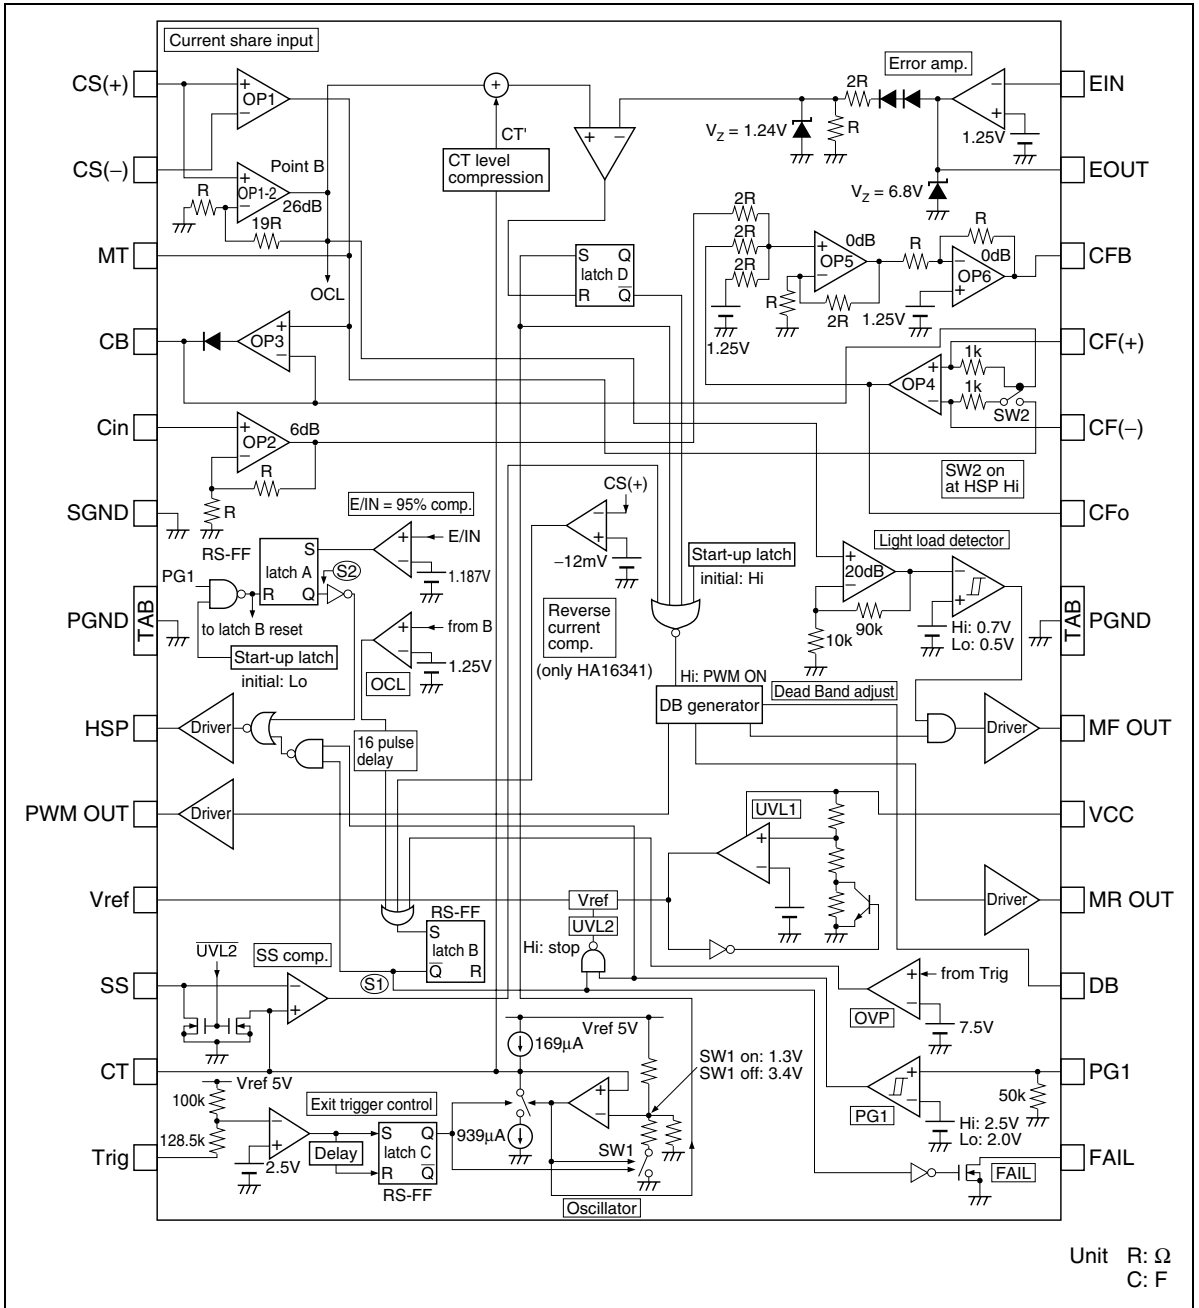 Current share input
CS(+)
+
OP1
−
CS(−)
Point B
+
OP1-2
−
26dB
R
19R
MT
OCL
CB
OP3
+
−
Cin
+
OP2
−
6dB
R
R
SGND
PGND
TAB
HSP
PWM OUT
Vref
SS
CT
Trig
+
CT'
CT level
compression
+ −
Error amp.
2R
R
VZ = 1.24V
−
+
1.25V
VZ = 6.8V
EIN
EOUT
2R
2R
2R
1.25V
+
OP5
−
0dB
R
2R
R
R
−
OP6
+
0dB
1.25V
CFB
S Q
latch D
R Q
CF(+)
+
OP4
−
1k
1k
SW2
CF(−)
SW2 on
at HSP Hi
CFo
E/IN = 95% comp.
+
−
E/IN
1.187V
RS-FF
S
latch A
R Q
S2
PG1
to latch B reset
Start-up latch
initial: Lo
+
−
from B
1.25V
OCL
CS(+)
−
+
−12mV
Reverse
current
comp.
(only HA16341)
Start-up latch
initial: Hi
Light load detector
+
20dB
−
90k
10k
−
+
Hi: 0.7V
Lo: 0.5V
TAB
PGND
Hi: PWM ON
DB generator
Dead Band adjust
Driver
Driver
16 pulse
delay
Driver
MF OUT
UVL1
+
−
VCC
Driver
MR OUT
Vref
UVL2
Hi: stop
RS-FF
S
latch B
Q R
S1
UVL2
SS comp.
−
+
+
−
from Trig
7.5V
OVP
DB
Vref 5V
169μA
939μA
+
−
SW1 on: 1.3V
SW1 off: 3.4V
SW1
Oscillator
+
−
PG1
50k
Hi: 2.5V
Lo: 2.0V
PG1
Vref 5V
100k
128.5k
−
+
2.5V
Exit trigger control
Delay
S Q
latch C
R Q
RS-FF
FAIL
FAIL
Unit R: Ω
C: F